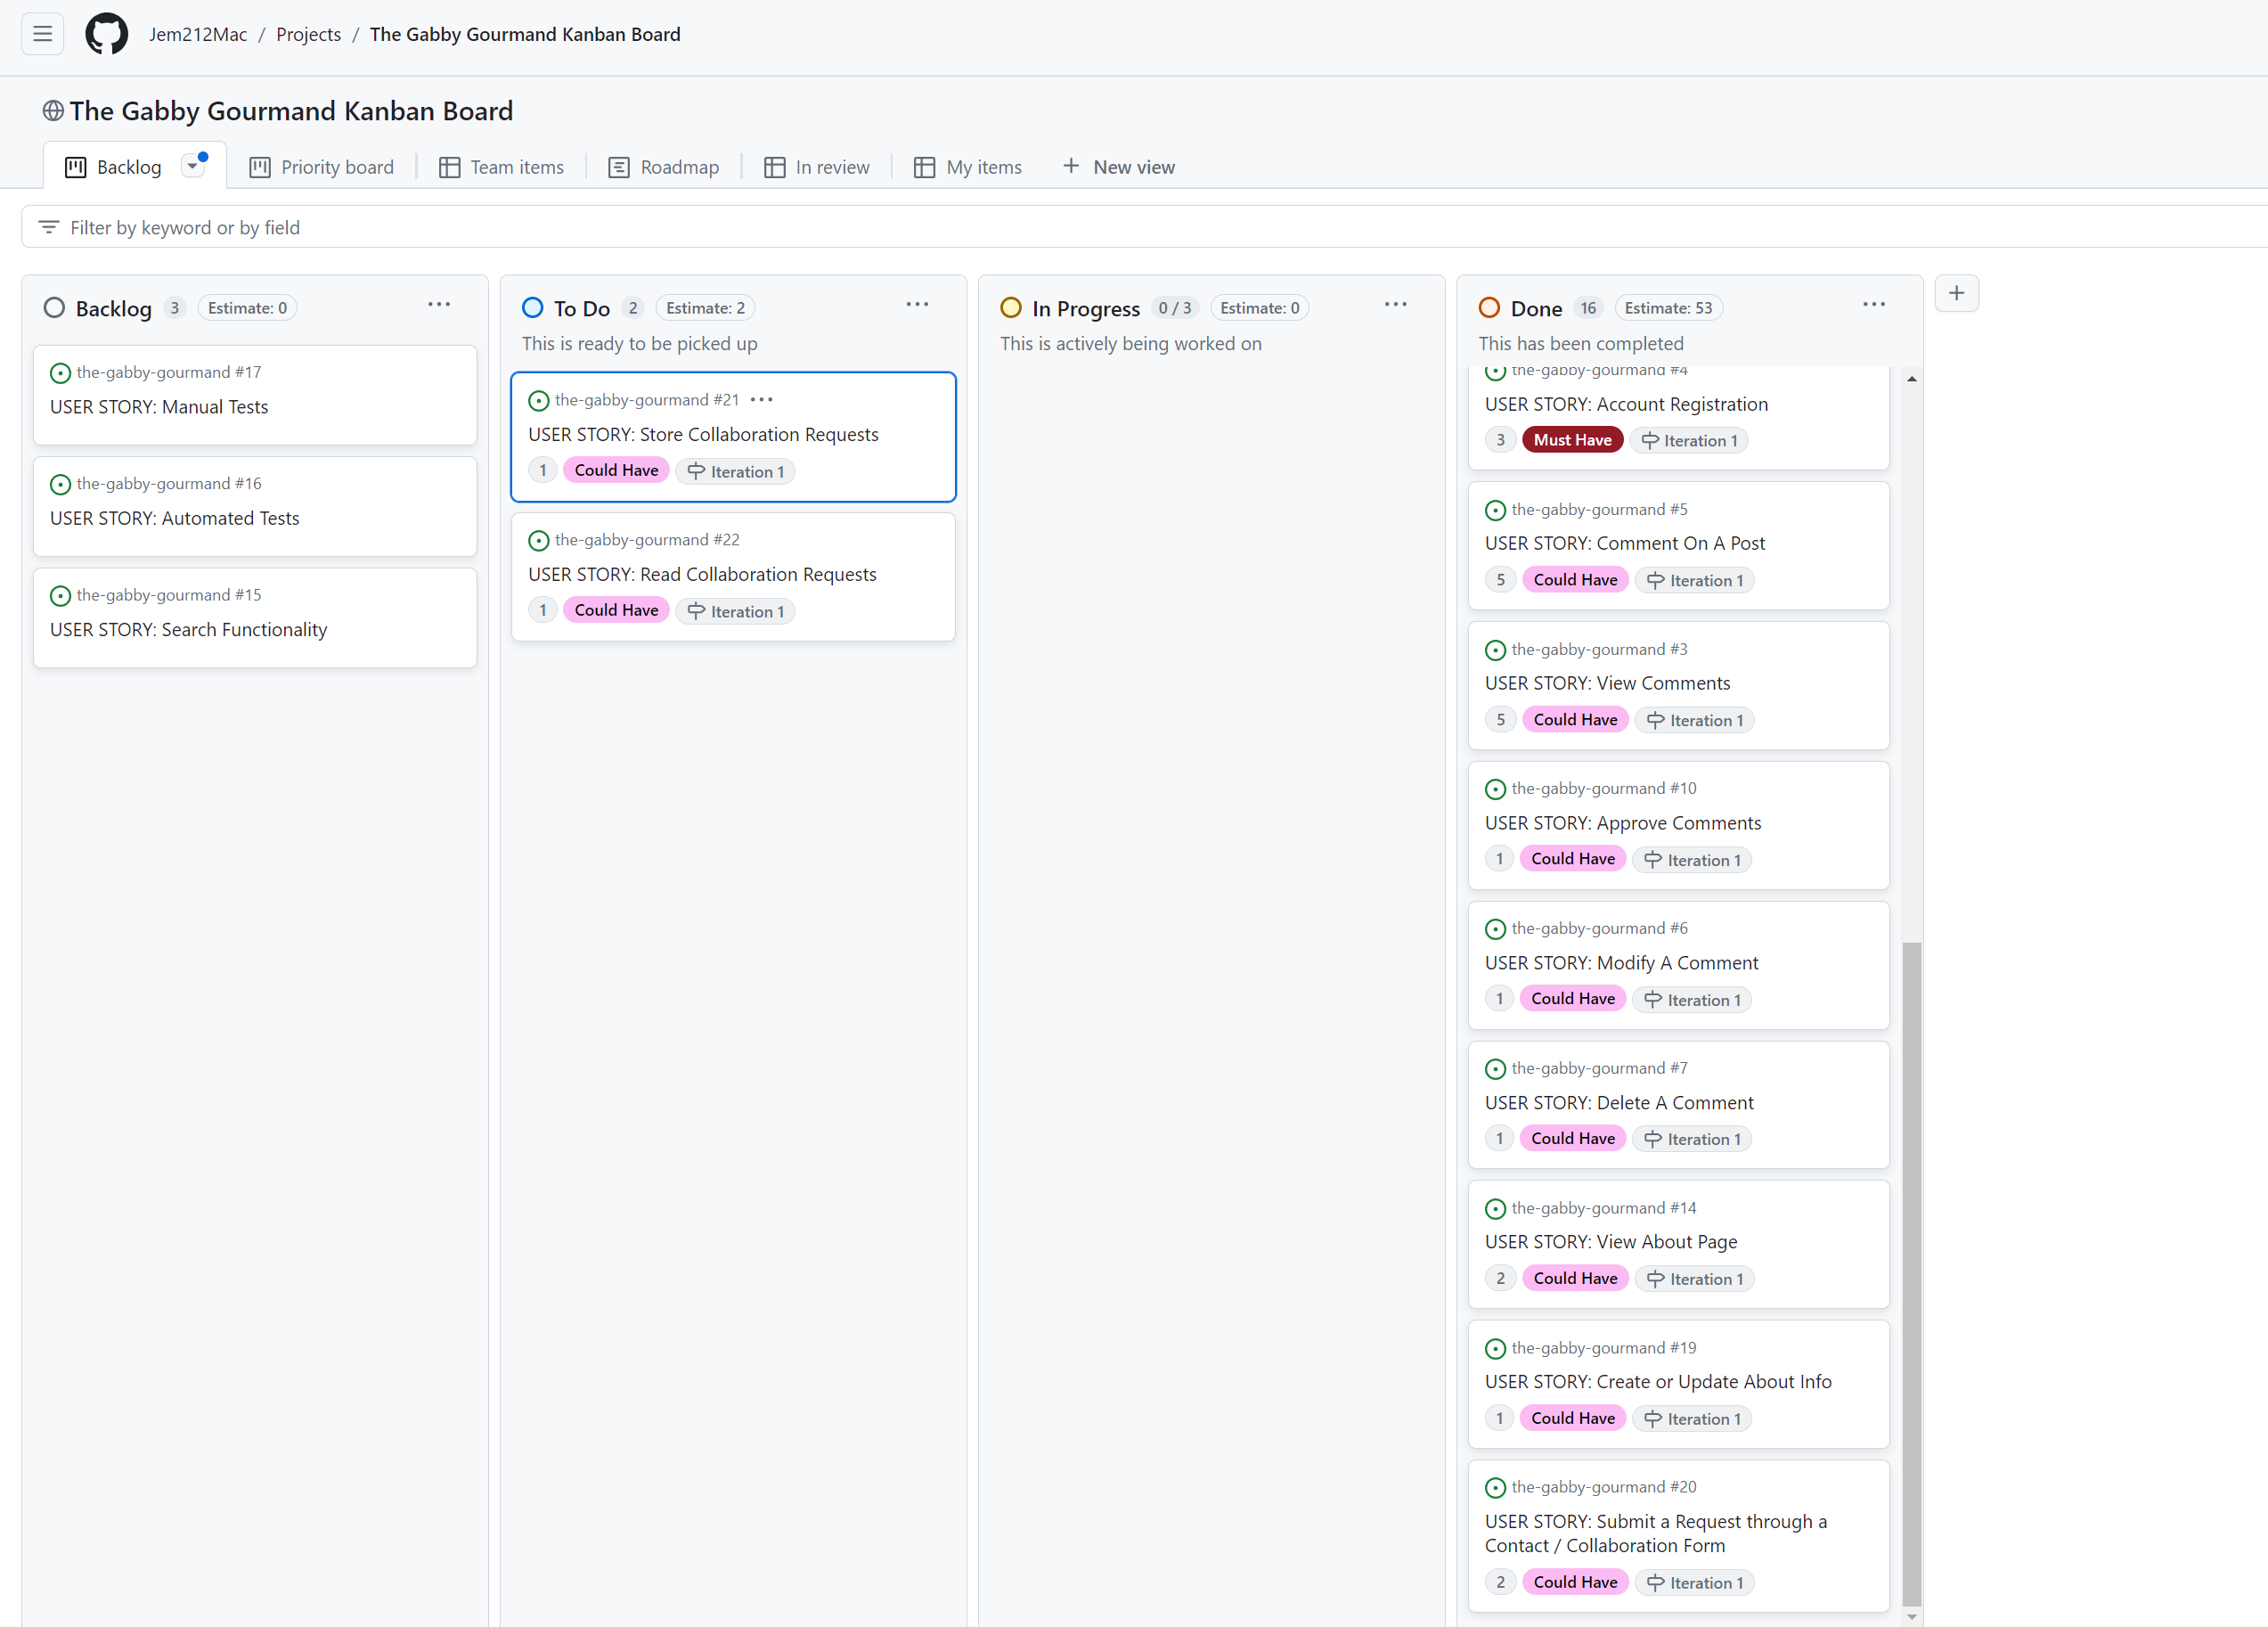 Jem212Mac / Projects / The Gabby Gourmand Kanban Board
The Gabby Gourmand Kanban Board
Backlog
Priority board
Team items
Roadmap
In review
My items
New view
Filter by keyword or by field
Backlog 3 Estimate: 0
the-gabby-gourmand #17
USER STORY: Manual Tests
the-gabby-gourmand #16
USER STORY: Automated Tests
the-gabby-gourmand #15
USER STORY: Search Functionality
To Do 2 Estimate: 2
This is ready to be picked up
the-gabby-gourmand #21
USER STORY: Store Collaboration Requests
1 Could Have Iteration 1
the-gabby-gourmand #22
USER STORY: Read Collaboration Requests
1 Could Have Iteration 1
In Progress 0 / 3 Estimate: 0
This is actively being worked on
Done 16 Estimate: 53
This has been completed
the-gabby-gourmand #4
USER STORY: Account Registration
3 Must Have Iteration 1
the-gabby-gourmand #5
USER STORY: Comment On A Post
5 Could Have Iteration 1
the-gabby-gourmand #3
USER STORY: View Comments
5 Could Have Iteration 1
the-gabby-gourmand #10
USER STORY: Approve Comments
1 Could Have Iteration 1
the-gabby-gourmand #6
USER STORY: Modify A Comment
1 Could Have Iteration 1
the-gabby-gourmand #7
USER STORY: Delete A Comment
1 Could Have Iteration 1
the-gabby-gourmand #14
USER STORY: View About Page
2 Could Have Iteration 1
the-gabby-gourmand #19
USER STORY: Create or Update About Info
1 Could Have Iteration 1
the-gabby-gourmand #20
USER STORY: Submit a Request through a
Contact / Collaboration Form
2 Could Have Iteration 1